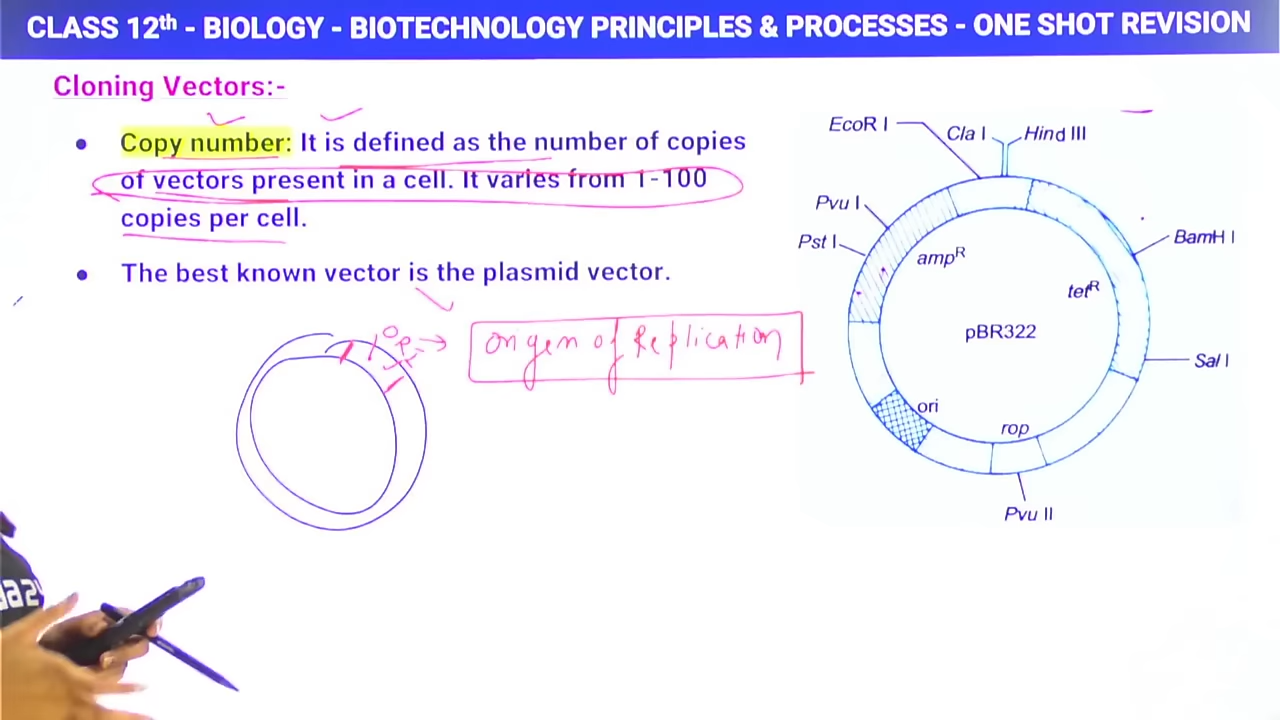 CLASS 12th - BIOLOGY - BIOTECHNOLOGY PRINCIPLES & PROCESSES - ONE SHOT REVISION
Cloning Vectors:-
• Copy number: It is defined as the number of copies
of vectors present in a cell. It varies from 1-100
copies per cell.
• The best known vector is the plasmid vector.
ori →
origen of Replication
EcoR I
Cla I
Hind III
Pvu I
Pst I
BamH I
ampR
tetR
pBR322
Sal I
ori
rop
Pvu II